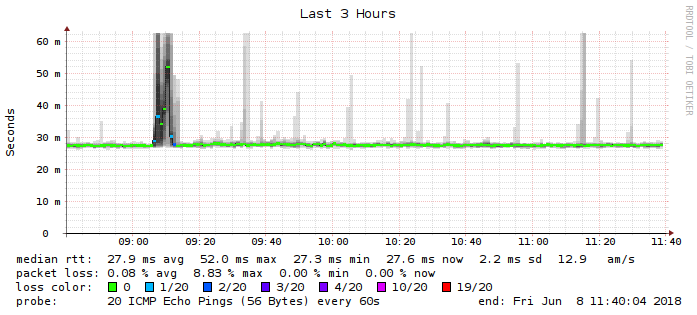 Last 3 Hours
RRDTOOL / TOBI OETIKER
Seconds
60 m
50 m
40 m
30 m
20 m
10 m
0
09:00 09:20 09:40 10:00 10:20 10:40 11:00 11:20 11:40
median rtt: 27.9 ms avg 52.0 ms max 27.3 ms min 27.6 ms now 2.2 ms sd 12.9 am/s
packet loss: 0.08 % avg 8.83 % max 0.00 % min 0.00 % now
loss color: 0 1/20 2/20 3/20 4/20 10/20 19/20
probe: 20 ICMP Echo Pings (56 Bytes) every 60s end: Fri Jun 8 11:40:04 2018